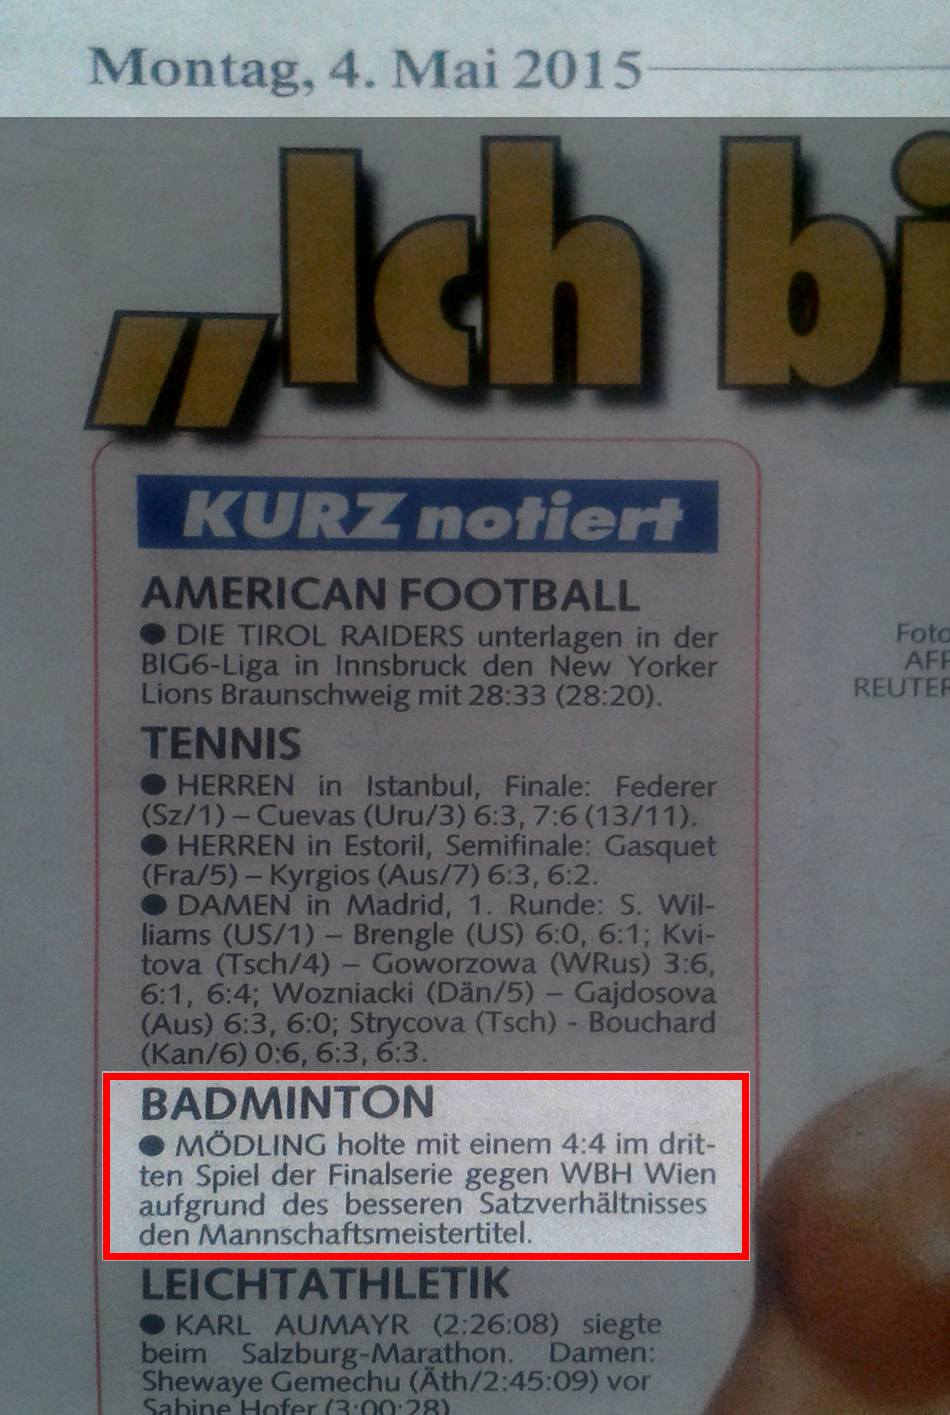 Montag, 4. Mai 2015
„Ich bi
KURZ notiert
AMERICAN FOOTBALL
● DIE TIROL RAIDERS unterlagen in der
BIG6-Liga in Innsbruck den New Yorker
Lions Braunschweig mit 28:33 (28:20).
TENNIS
● HERREN in Istanbul, Finale: Federer
(Sz/1) – Cuevas (Uru/3) 6:3, 7:6 (13/11).
● HERREN in Estoril, Semifinale: Gasquet
(Fra/5) – Kyrgios (Aus/7) 6:3, 6:2.
● DAMEN in Madrid, 1. Runde: S. Wil-
liams (US/1) – Brengle (US) 6:0, 6:1; Kvi-
tova (Tsch/4) – Goworzowa (WRus) 3:6,
6:1, 6:4; Wozniacki (Dän/5) – Gajdosova
(Aus) 6:3, 6:0; Strycova (Tsch) - Bouchard
(Kan/6) 0:6, 6:3, 6:3.
BADMINTON
● MÖDLING holte mit einem 4:4 im drit-
ten Spiel der Finalserie gegen WBH Wien
aufgrund des besseren Satzverhältnisses
den Mannschaftsmeistertitel.
LEICHTATHLETIK
● KARL AUMAYR (2:26:08) siegte
beim Salzburg-Marathon. Damen:
Shewaye Gemechu (Äth/2:45:09) vor
Sabine Hofer (3:00:28)
Foto
AFP
REUTER